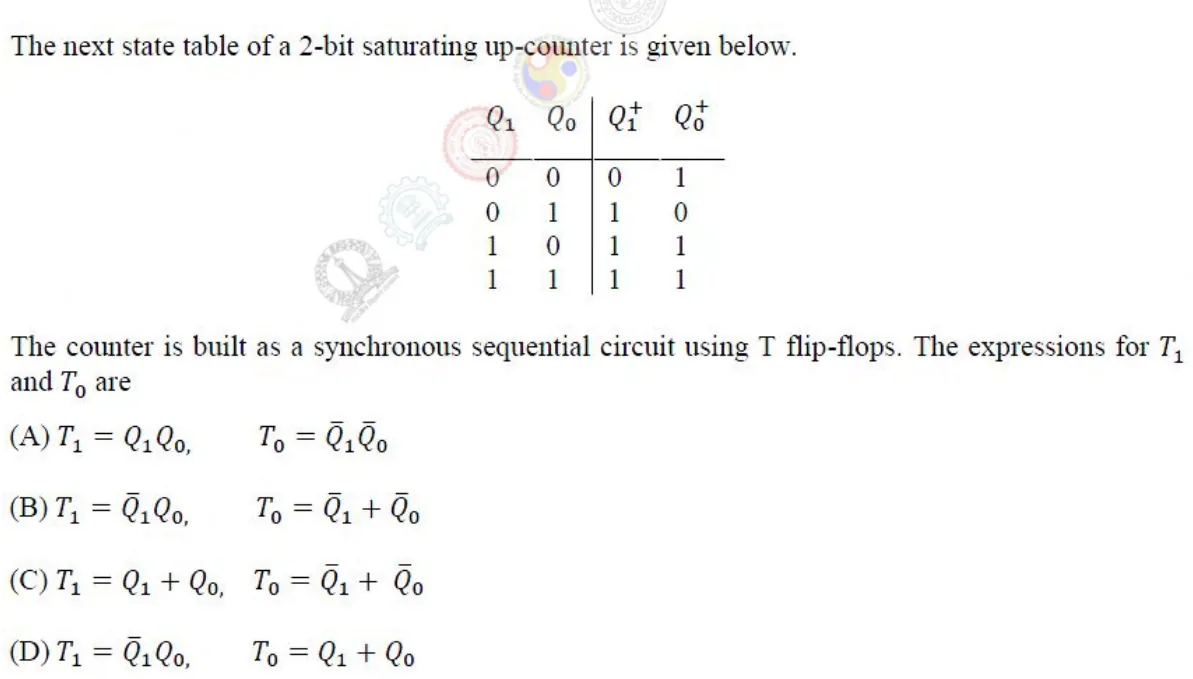 The next state table of a 2-bit saturating up-counter is given below.
Q₁ Q₀ Q₁⁺ Q₀⁺
0 0 0 1
0 1 1 0
1 0 1 1
1 1 1 1
The counter is built as a synchronous sequential circuit using T flip-flops. The expressions for T₁
and T₀ are
(A) T₁ = Q₁Q₀, T₀ = Q̄₁Q̄₀
(B) T₁ = Q̄₁Q₀, T₀ = Q̄₁ + Q̄₀
(C) T₁ = Q₁ + Q₀, T₀ = Q̄₁ + Q̄₀
(D) T₁ = Q̄₁Q₀, T₀ = Q₁ + Q₀